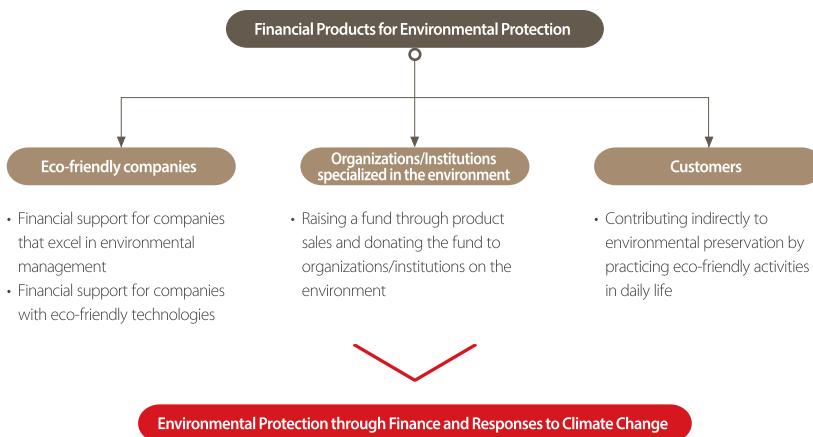 Financial Products for Environmental Protection
Eco-friendly companies
• Financial support for companies
that excel in environmental
management
• Financial support for companies
with eco-friendly technologies
Organizations/Institutions
specialized in the environment
• Raising a fund through product
sales and donating the fund to
organizations/institutions on the
environment
Customers
• Contributing indirectly to
environmental preservation by
practicing eco-friendly activities
in daily life
Environmental Protection through Finance and Responses to Climate Change